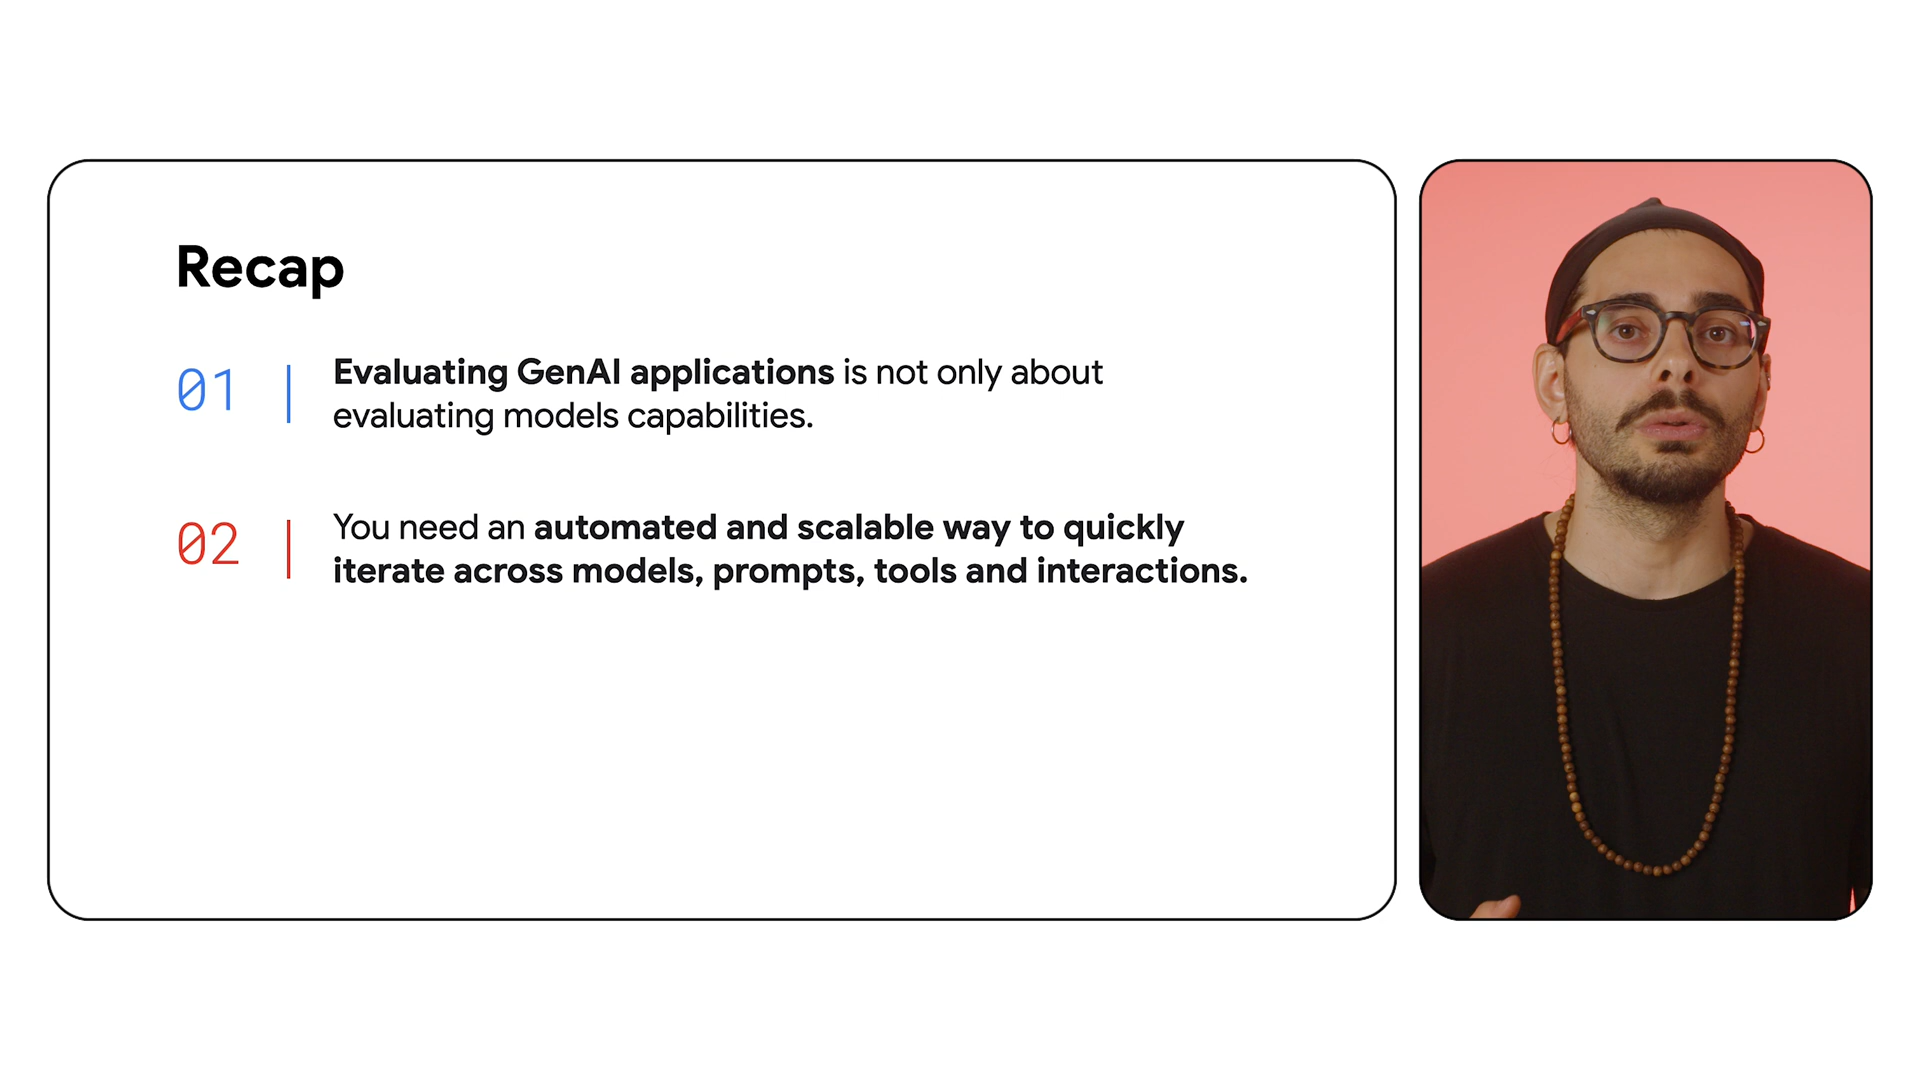 Recap
01
Evaluating GenAI applications is not only about
evaluating models capabilities.
02
You need an automated and scalable way to quickly
iterate across models, prompts, tools and interactions.